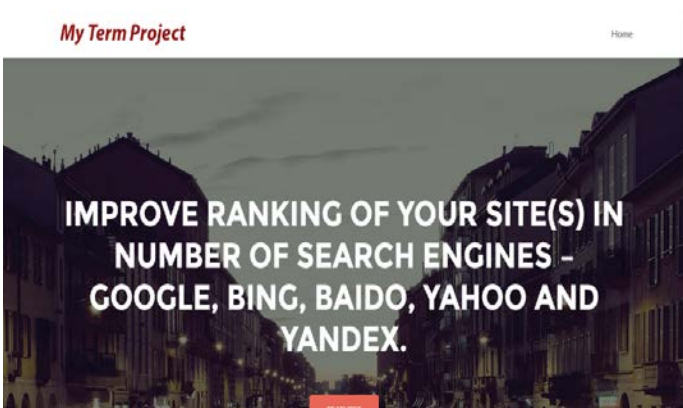 My Term Project
Home
IMPROVE RANKING OF YOUR SITE(S) IN
NUMBER OF SEARCH ENGINES –
GOOGLE, BING, BAIDO, YAHOO AND
YANDEX.